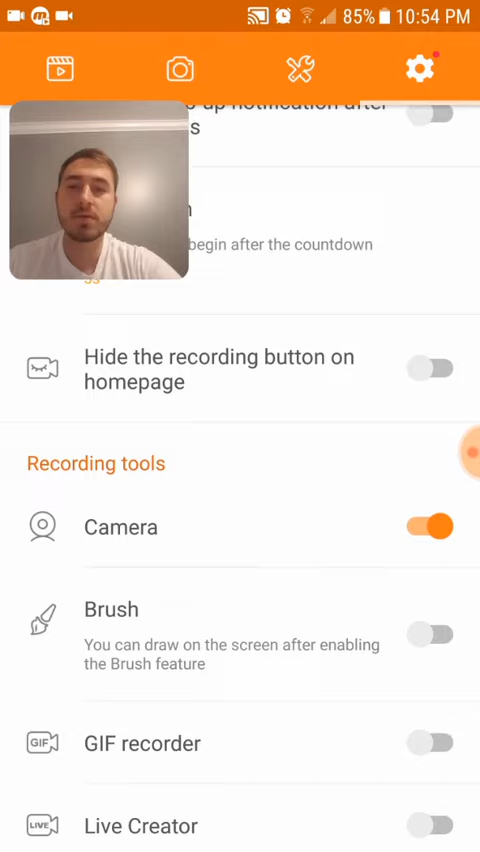 85% 10:54 PM
up notification after
s
begin after the countdown
Hide the recording button on
homepage
Recording tools
Camera
Brush
You can draw on the screen after enabling
the Brush feature
GIF GIF recorder
LIVE Live Creator